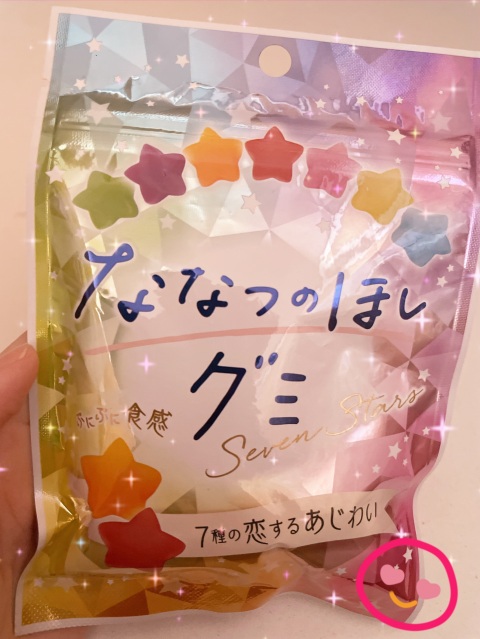 ななつのほし
グミ
Seven Stars
ぷにぷに食感
7種の恋するあじわい